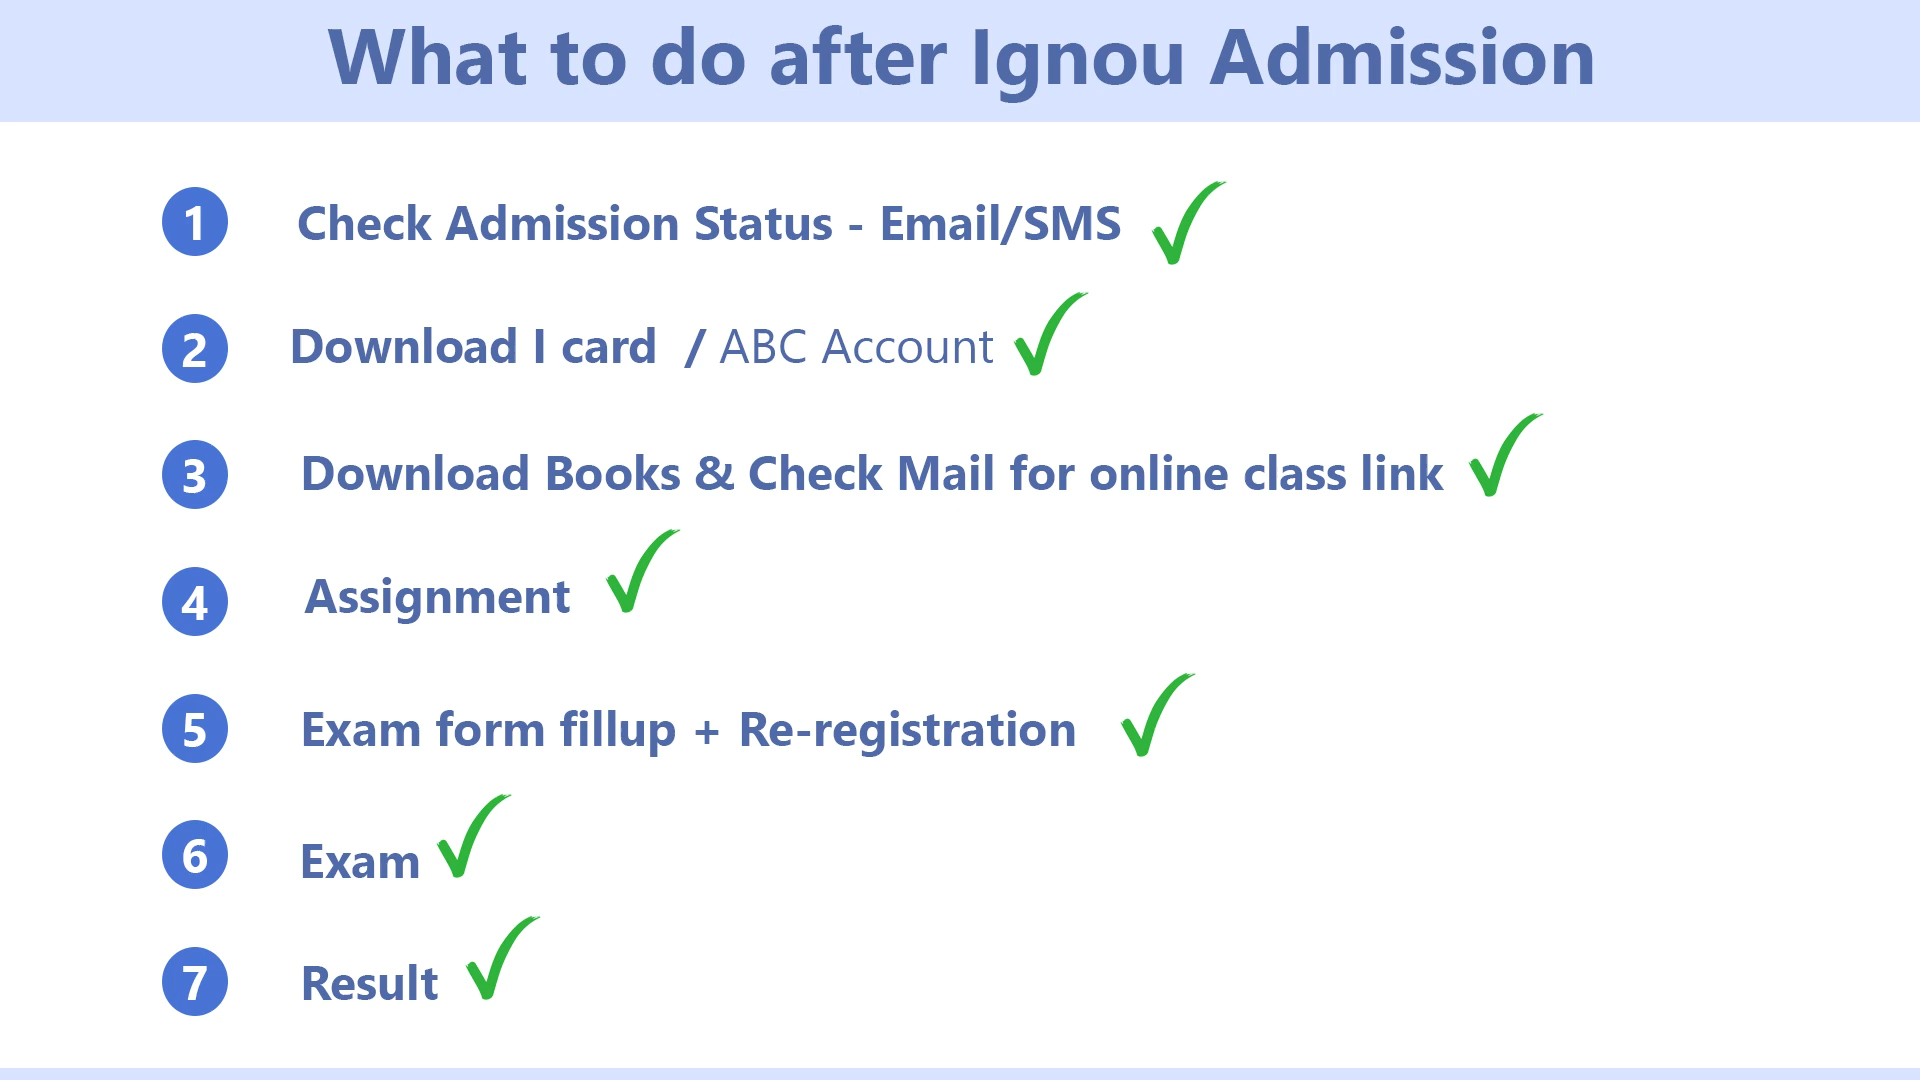 What to do after Ignou Admission
1 Check Admission Status - Email/SMS
2 Download I card / ABC Account
3 Download Books & Check Mail for online class link
4 Assignment
5 Exam form fillup + Re-registration
6 Exam
7 Result